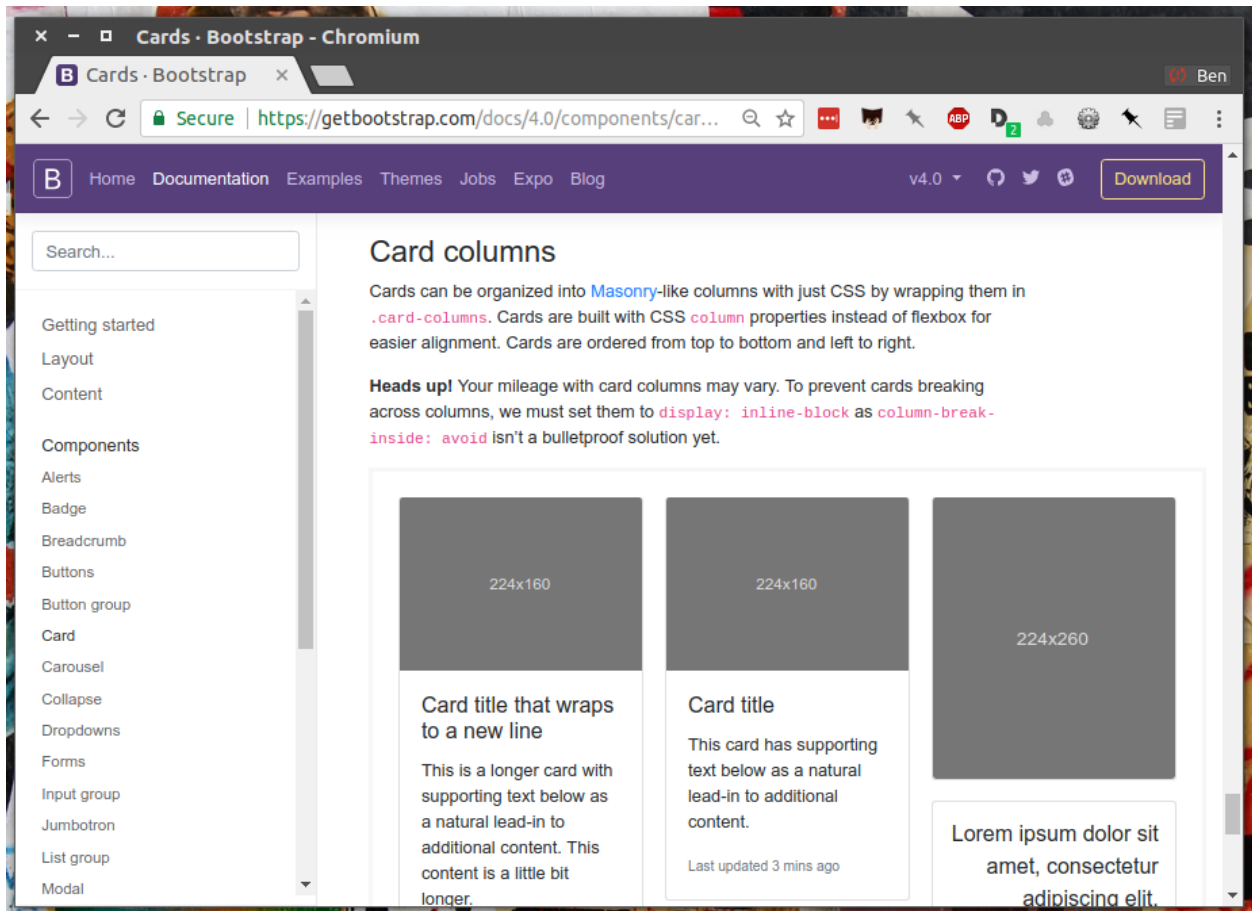 Cards · Bootstrap - Chromium
B Cards · Bootstrap
Ben
Secure | https://getbootstrap.com/docs/4.0/components/car...
ABP
D 2
B Home Documentation Examples Themes Jobs Expo Blog v4.0 Download
Search...
Getting started
Layout
Content
Components
Alerts
Badge
Breadcrumb
Buttons
Button group
Card
Carousel
Collapse
Dropdowns
Forms
Input group
Jumbotron
List group
Modal
Card columns
Cards can be organized into Masonry-like columns with just CSS by wrapping them in
.card-columns. Cards are built with CSS column properties instead of flexbox for
easier alignment. Cards are ordered from top to bottom and left to right.
Heads up! Your mileage with card columns may vary. To prevent cards breaking
across columns, we must set them to display: inline-block as column-break-
inside: avoid isn’t a bulletproof solution yet.
224x160
Card title that wraps
to a new line
This is a longer card with
supporting text below as
a natural lead-in to
additional content. This
content is a little bit
longer.
224x160
Card title
This card has supporting
text below as a natural
lead-in to additional
content.
Last updated 3 mins ago
224x260
Lorem ipsum dolor sit
amet, consectetur
adipiscing elit.